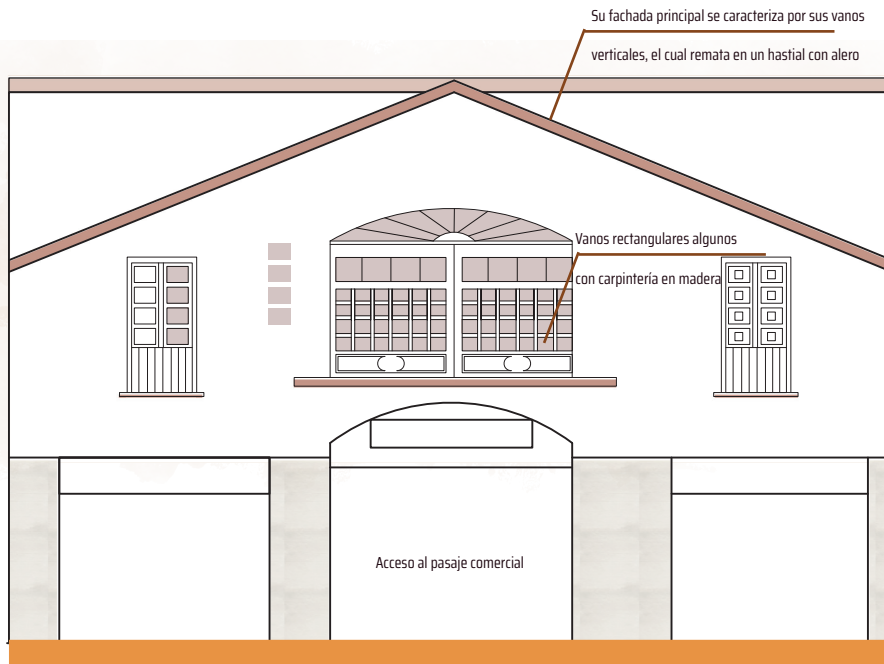 Su fachada principal se caracteriza por sus vanos
verticales, el cual remata en un hastial con alero
Vanos rectangulares algunos
con carpintería en madera
Acceso al pasaje comercial